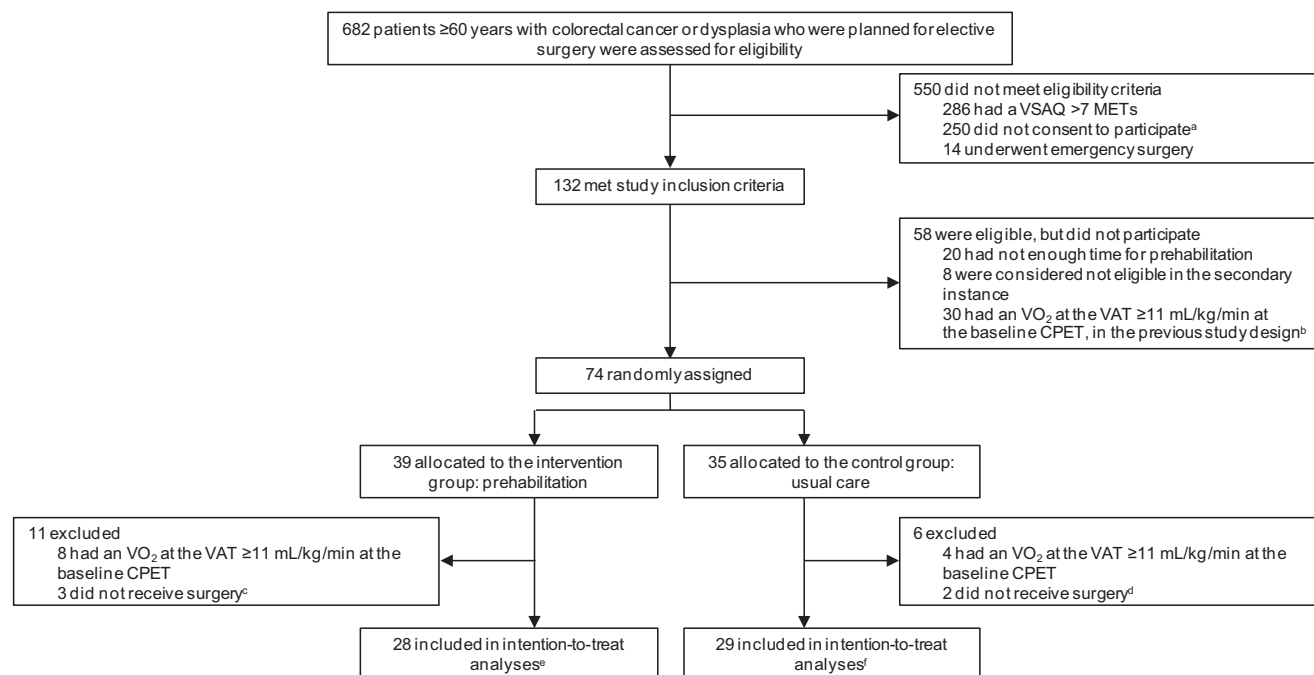 682 patients ≥60 years with colorectal cancer or dysplasia who were planned for elective
surgery were assessed for eligibility
550 did not meet eligibility criteria
286 had a VSAQ >7 METs
250 did not consent to participateᵃ
14 underwent emergency surgery
132 met study inclusion criteria
58 were eligible, but did not participate
20 had not enough time for prehabilitation
8 were considered not eligible in the secondary
instance
30 had an VO₂ at the VAT ≥11 mL/kg/min at
the baseline CPET, in the previous study designᵇ
74 randomly assigned
39 allocated to the intervention
group: prehabilitation
35 allocated to the control group:
usual care
11 excluded
8 had an VO₂ at the VAT ≥11 mL/kg/min at the
baseline CPET
3 did not receive surgeryᶜ
6 excluded
4 had an VO₂ at the VAT ≥11 mL/kg/min at the
baseline CPET
2 did not receive surgeryᵈ
28 included in intention-to-treat
analysesᵉ
29 included in intention-to-treat
analysesᶠ